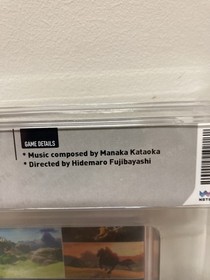 GAME DETAILS
* Music composed by Manaka Kataoka
* Directed by Hidemaro Fujibayashi